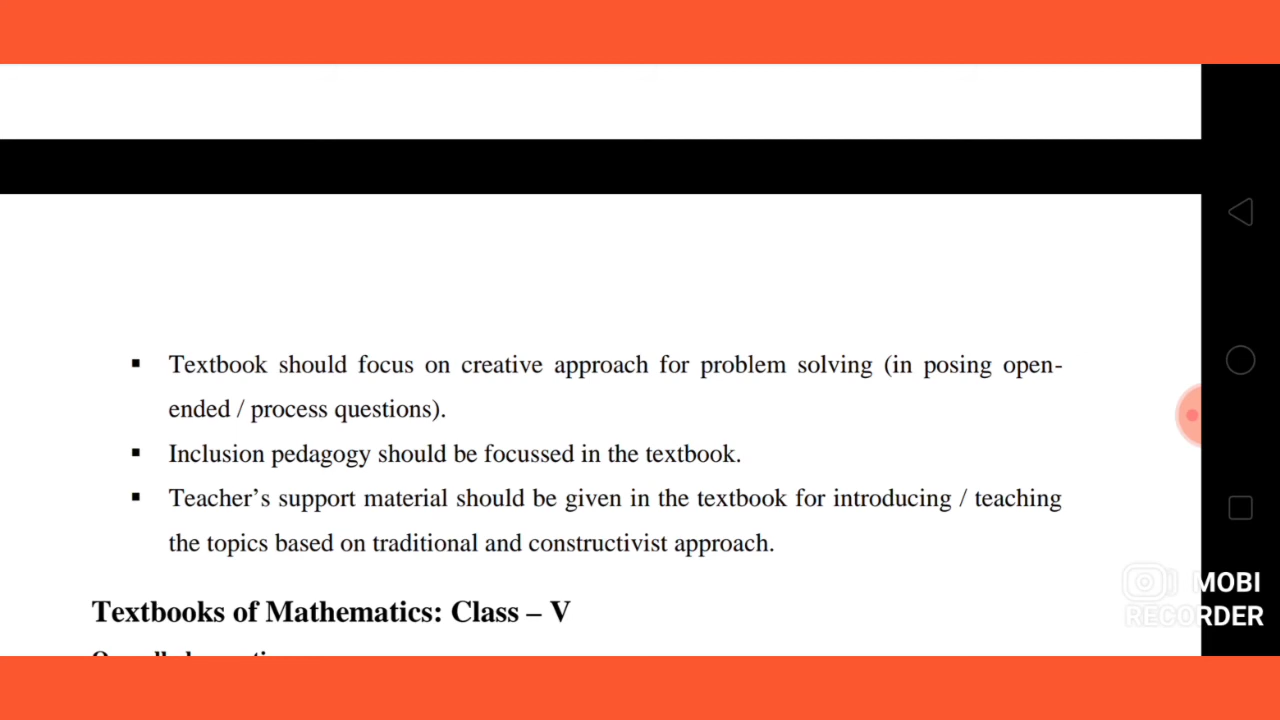 ▪ Textbook should focus on creative approach for problem solving (in posing open-
ended / process questions).
▪ Inclusion pedagogy should be focussed in the textbook.
▪ Teacher's support material should be given in the textbook for introducing / teaching
the topics based on traditional and constructivist approach.
Textbooks of Mathematics: Class – V
MOBI
RECORDER